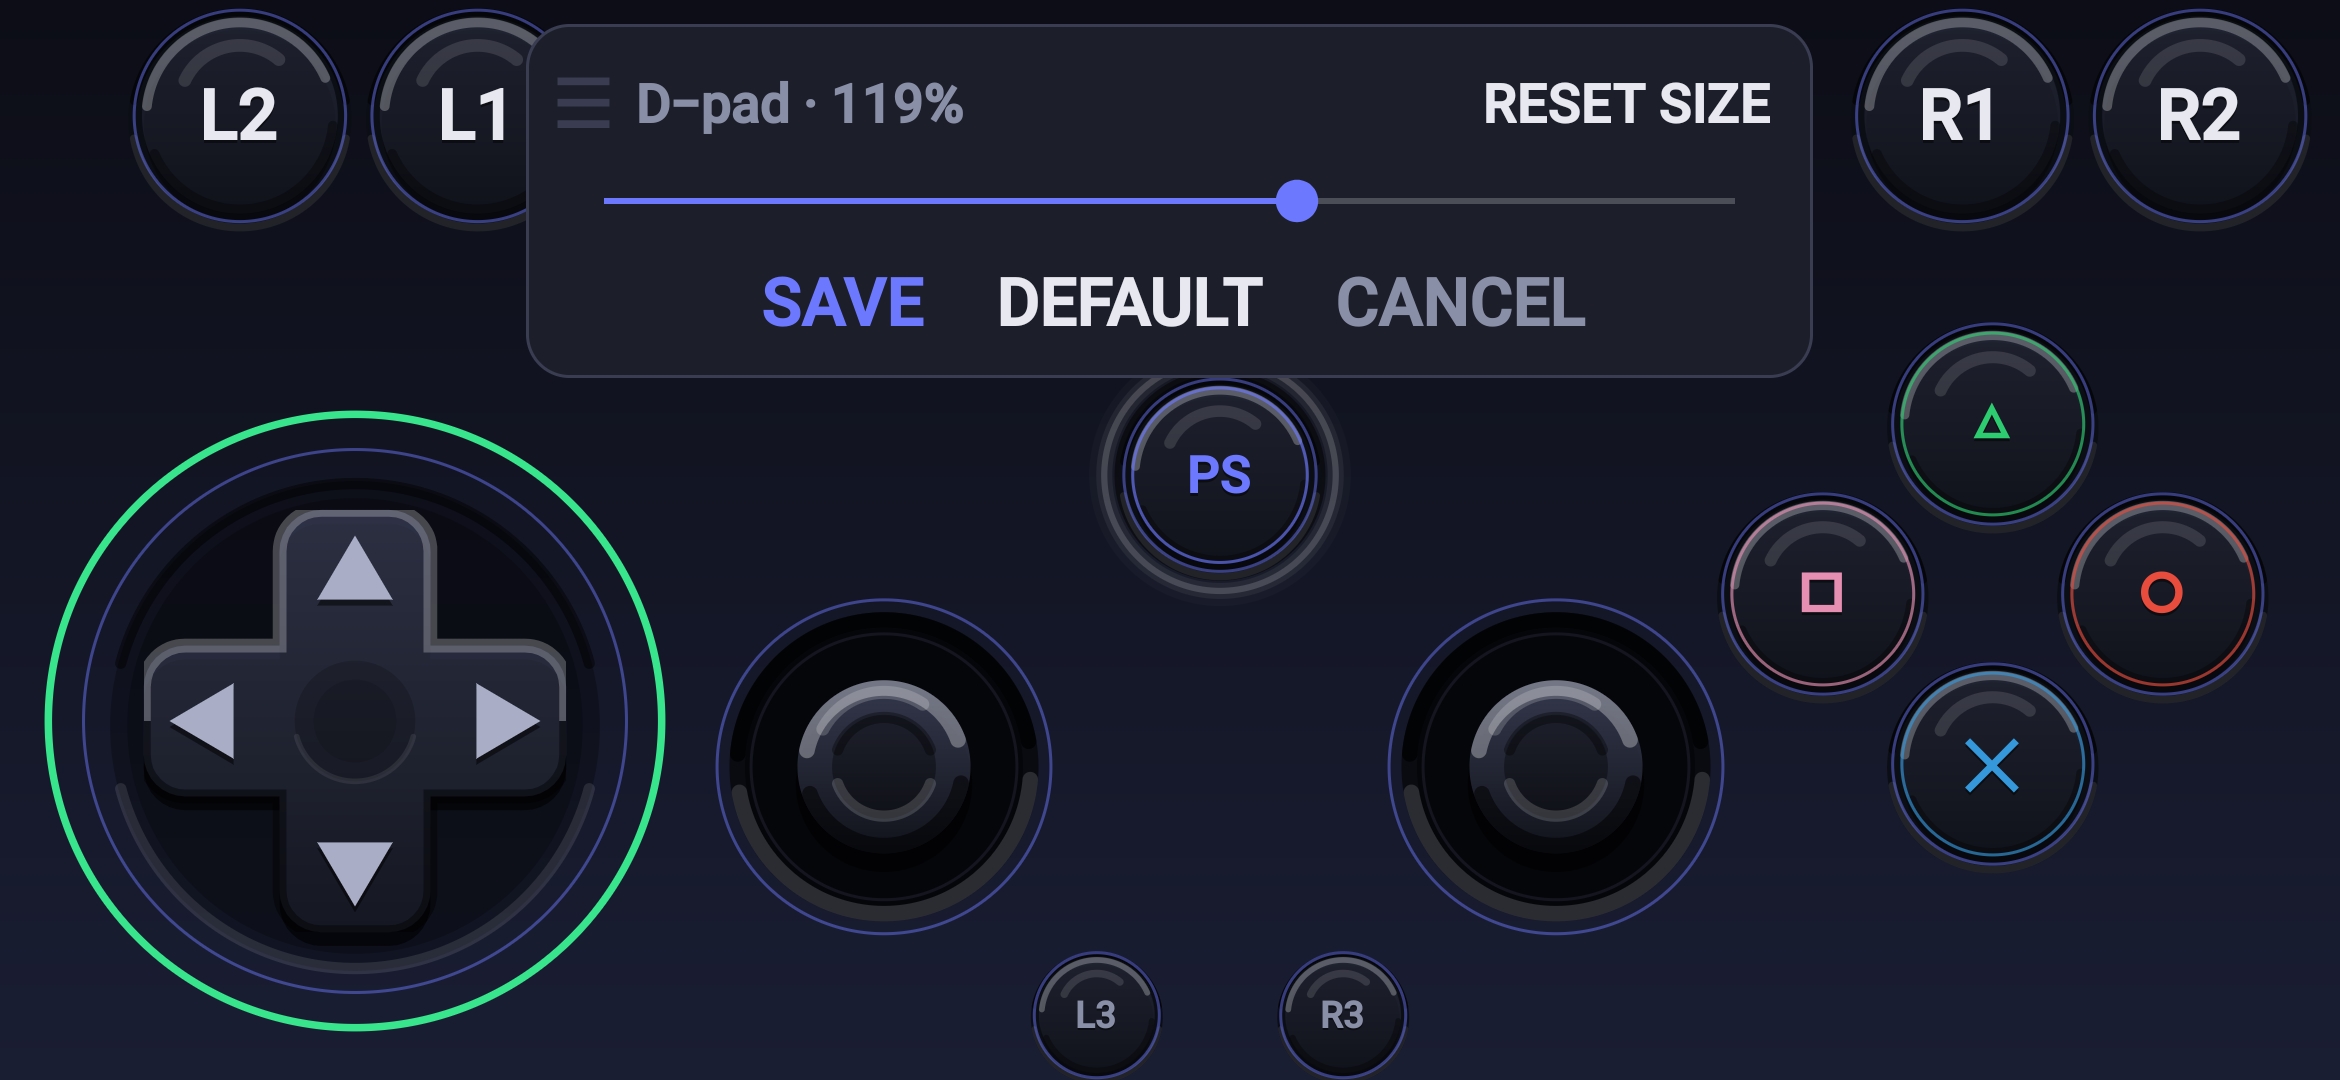 L2
L1
D-pad · 119%
RESET SIZE
R1
R2
SAVE
DEFAULT
CANCEL
PS
L3
R3